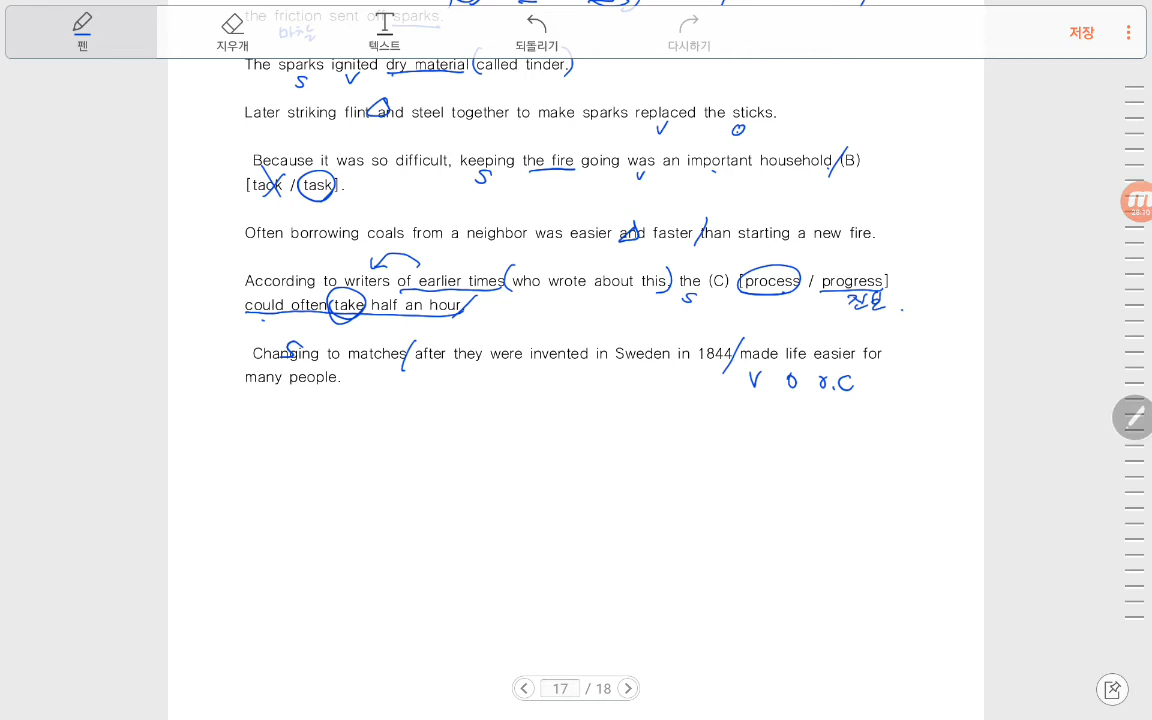 the friction sent off sparks.
마찰
펜
지우개
텍스트
되돌리기
다시하기
저장
The sparks ignited dry material (called tinder.)
S V
Later striking flint and steel together to make sparks replaced the sticks.
V O
Because it was so difficult, keeping the fire going was an important household (B)
S V
[tack / task].
Often borrowing coals from a neighbor was easier and faster than starting a new fire.
According to writers of earlier times (who wrote about this,) the (C) [process / progress]
S
could often take half an hour.
진보
S
Changing to matches after they were invented in Sweden in 1844 made life easier for
many people.
V O o.C
17 / 18
28:10